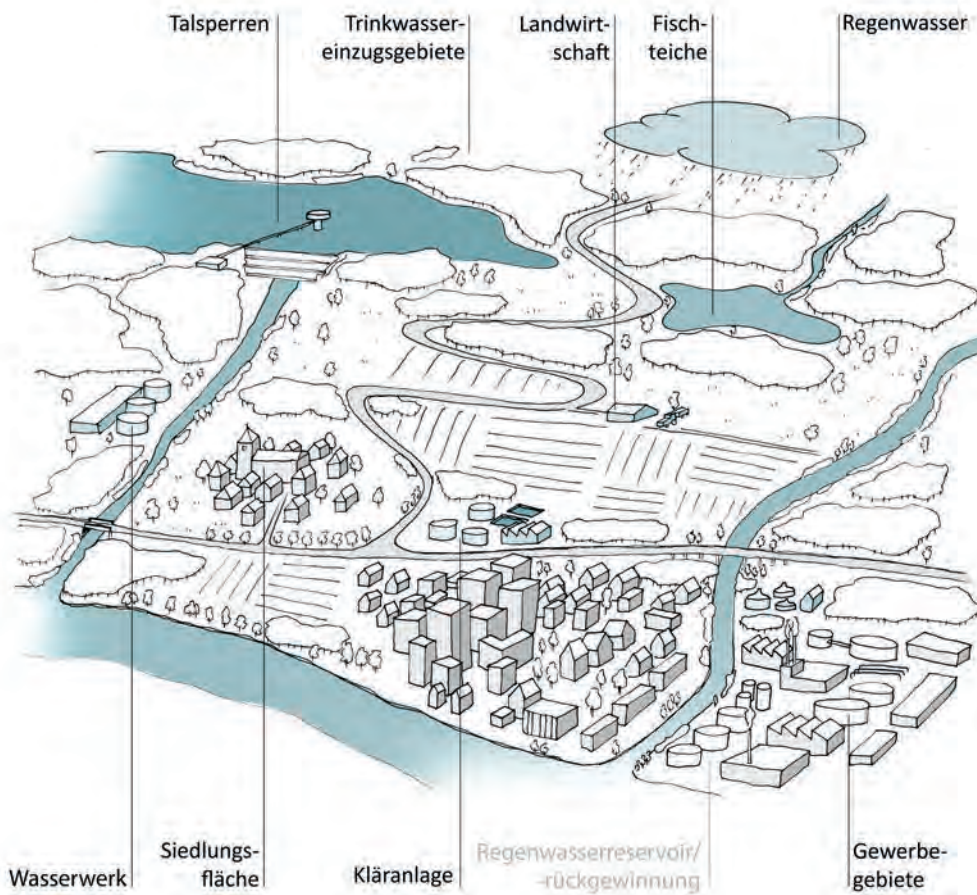 Talsperren
Trinkwasser-
einzugsgebiete
Landwirt-
schaft
Fisch-
teiche
Regenwasser
Wasserwerk
Siedlungs-
fläche
Kläranlage
Regenwasserreservoir/
-rückgewinnung
Gewerbe-
gebiete